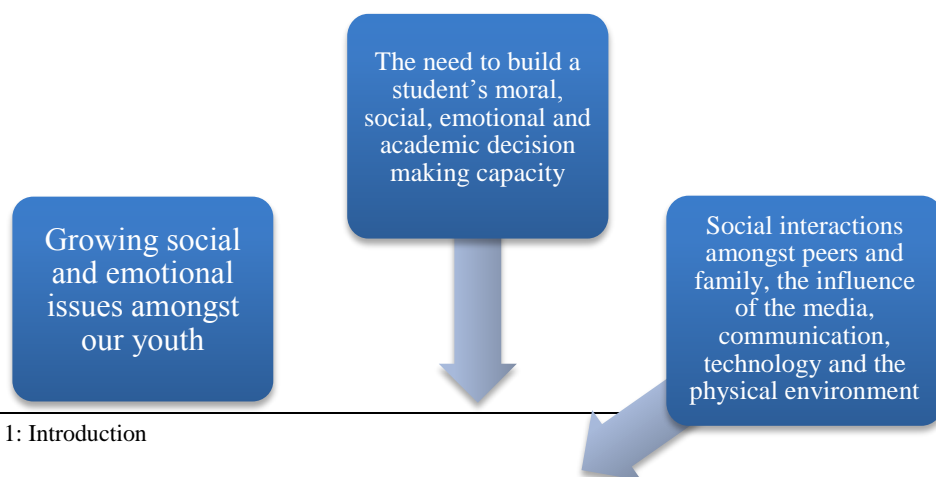 The need to build a
student’s moral,
social, emotional and
academic decision
making capacity
Growing social
and emotional
issues amongst
our youth
Social interactions
amongst peers and
family, the influence
of the media,
communication,
technology and the
physical environment
1: Introduction